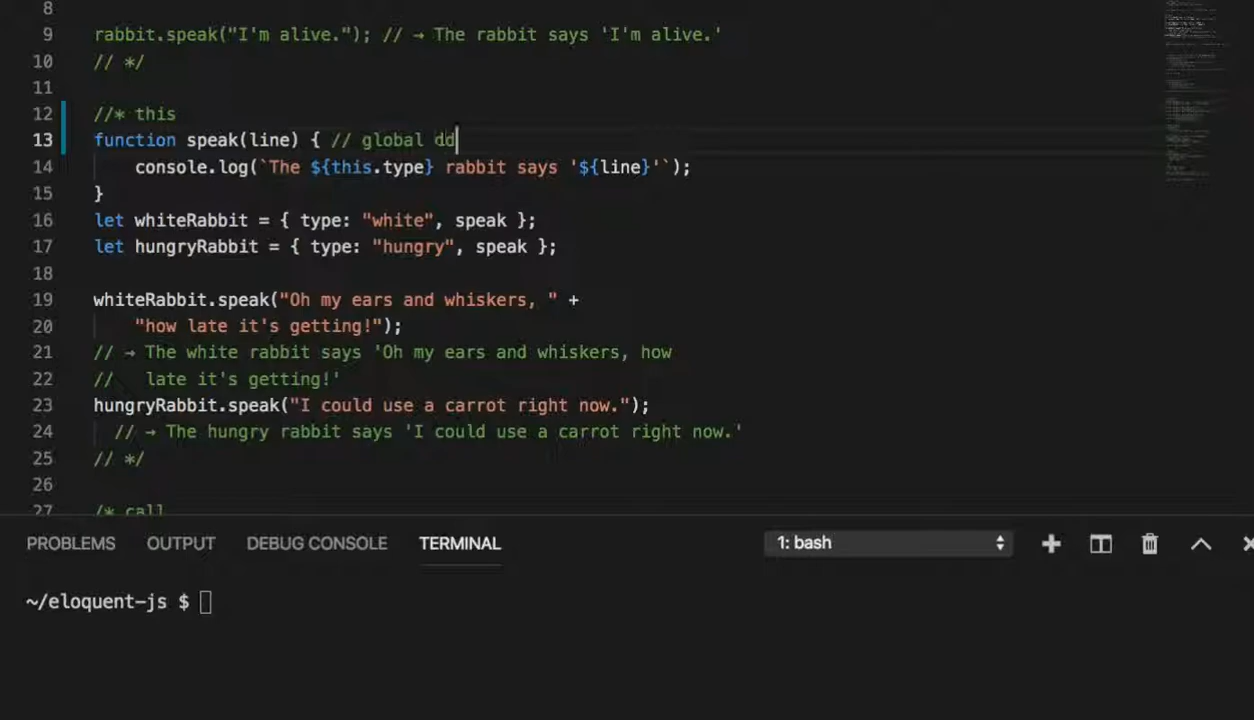 8
9 rabbit.speak("I'm alive."); // → The rabbit says 'I'm alive.'
10 // */
11
12 //* this
13 function speak(line) { // global dd
14 console.log(`The ${this.type} rabbit says '${line}'`);
15 }
16 let whiteRabbit = { type: "white", speak };
17 let hungryRabbit = { type: "hungry", speak };
18
19 whiteRabbit.speak("Oh my ears and whiskers, " +
20 "how late it's getting!");
21 // → The white rabbit says 'Oh my ears and whiskers, how
22 // late it's getting!'
23 hungryRabbit.speak("I could use a carrot right now.");
24 // → The hungry rabbit says 'I could use a carrot right now.'
25 // */
26
27 /* call
PROBLEMS OUTPUT DEBUG CONSOLE TERMINAL 1: bash
~/eloquent-js $